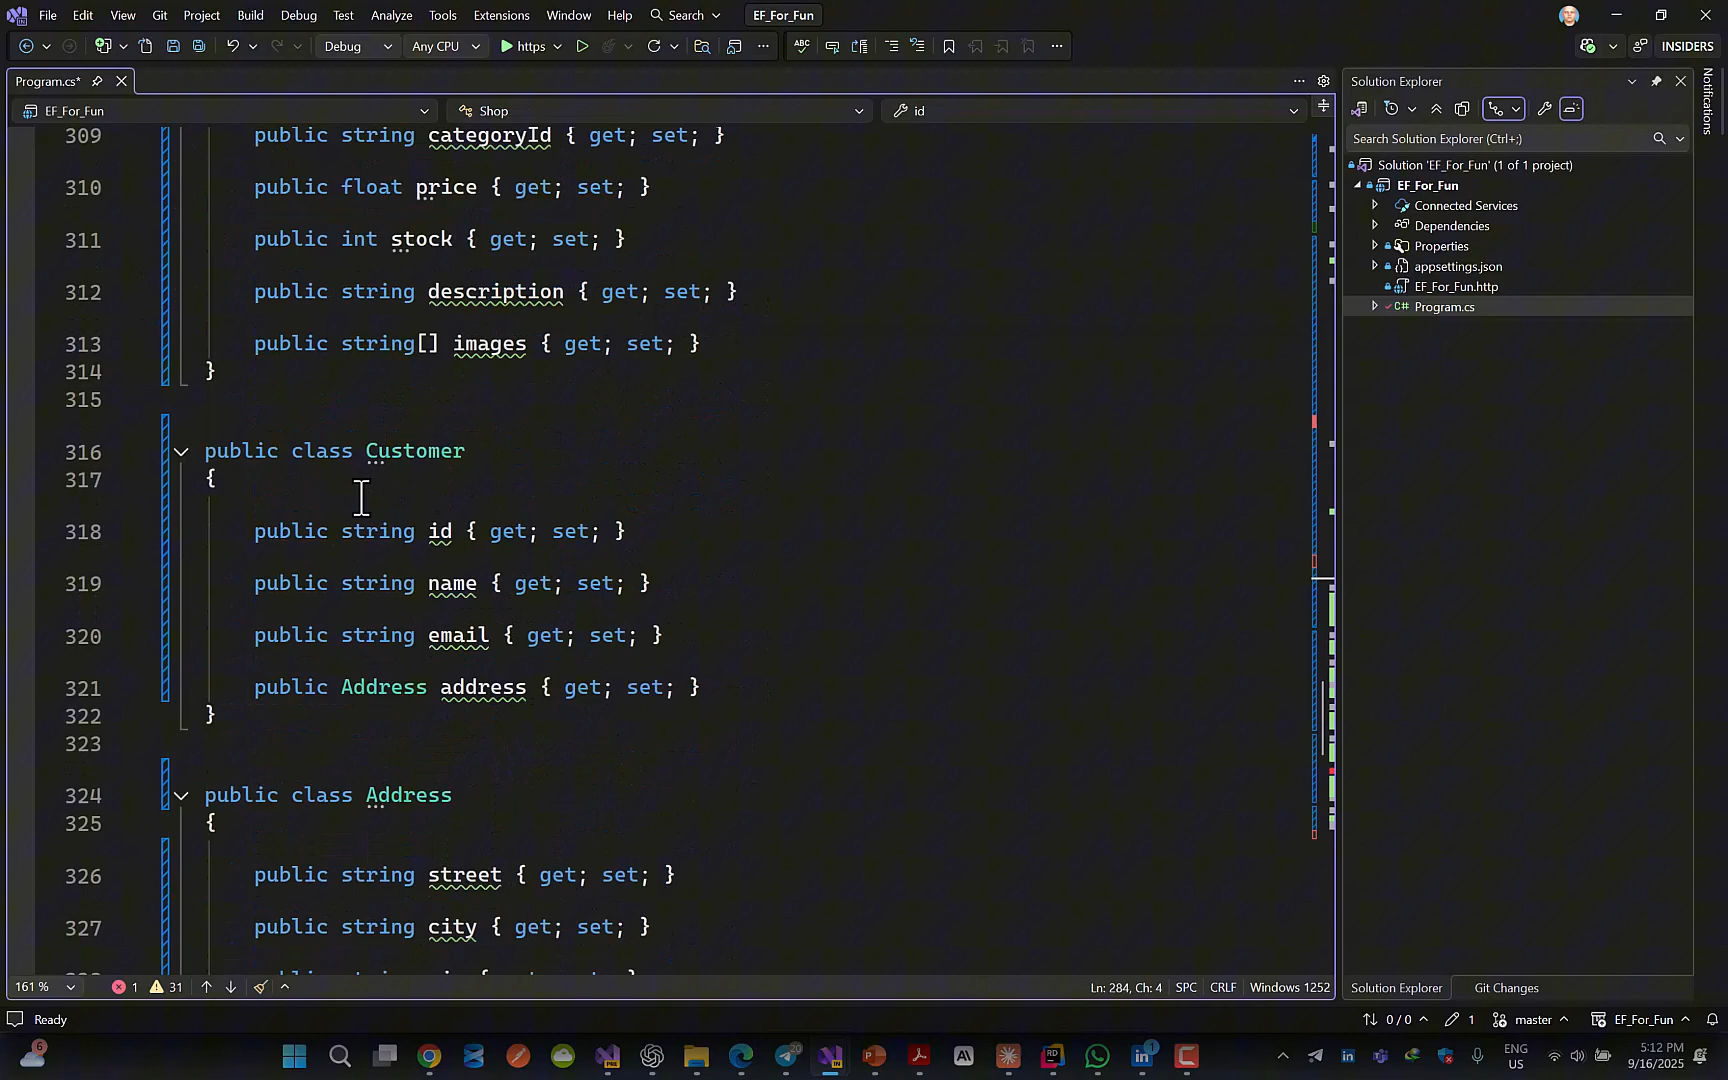 File Edit View Git Project Build Debug Test Analyze Tools Extensions Window Help Search EF_For_Fun
Debug Any CPU https INSIDERS
Program.cs*
EF_For_Fun Shop id
309 public string categoryId { get; set; }
310 public float price { get; set; }
311 public int stock { get; set; }
312 public string description { get; set; }
313 public string[] images { get; set; }
314 }
315
316 public class Customer
317 {
318 public string id { get; set; }
319 public string name { get; set; }
320 public string email { get; set; }
321 public Address address { get; set; }
322 }
323
324 public class Address
325 {
326 public string street { get; set; }
327 public string city { get; set; }
161 % 1 31 Ln: 284, Ch: 4 SPC CRLF Windows 1252
Solution Explorer
Search Solution Explorer (Ctrl+;)
Solution 'EF_For_Fun' (1 of 1 project)
EF_For_Fun
Connected Services
Dependencies
Properties
appsettings.json
EF_For_Fun.http
C# Program.cs
Solution Explorer Git Changes
Notifications
Ready 0 / 0 1 master EF_For_Fun
6 PRE 20 IN RD 1 ENG US 5:12 PM 9/16/2025